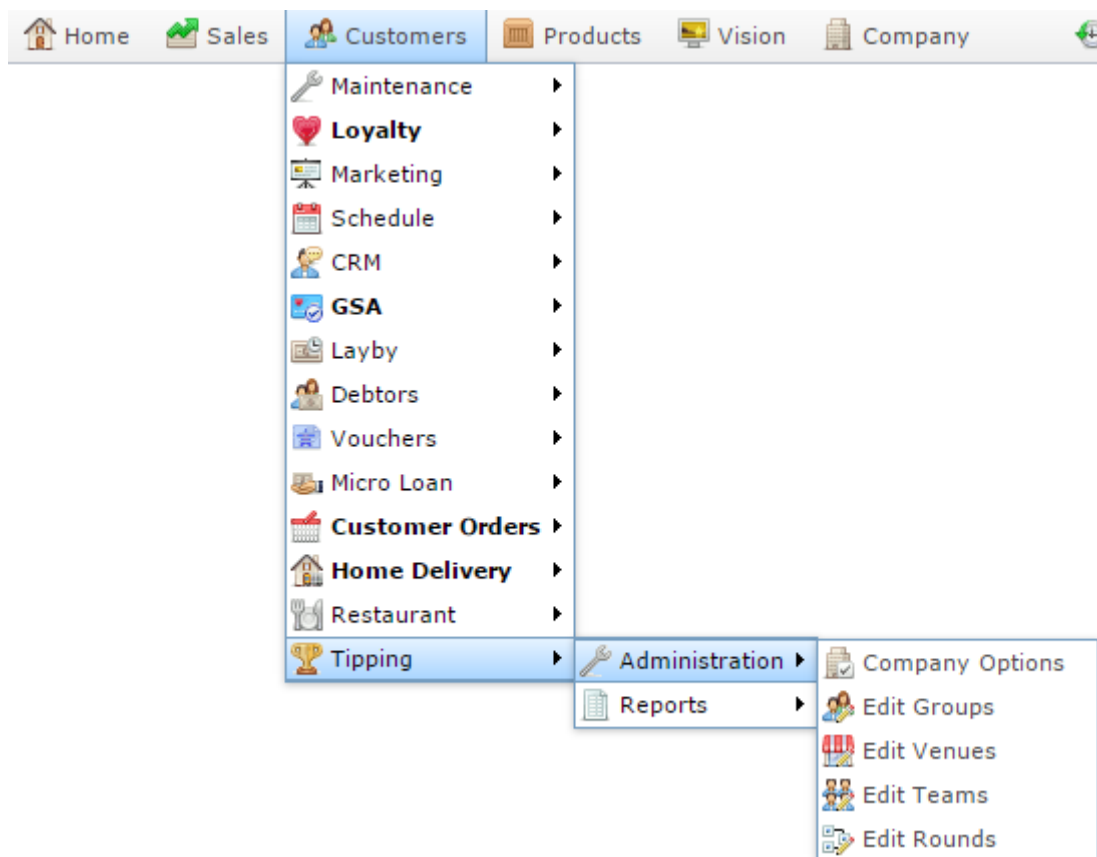 Home Sales Customers Products Vision Company
Maintenance
Loyalty
Marketing
Schedule
CRM
GSA
Layby
Debtors
Vouchers
Micro Loan
Customer Orders
Home Delivery
Restaurant
Tipping
Administration
Reports
Company Options
Edit Groups
Edit Venues
Edit Teams
Edit Rounds